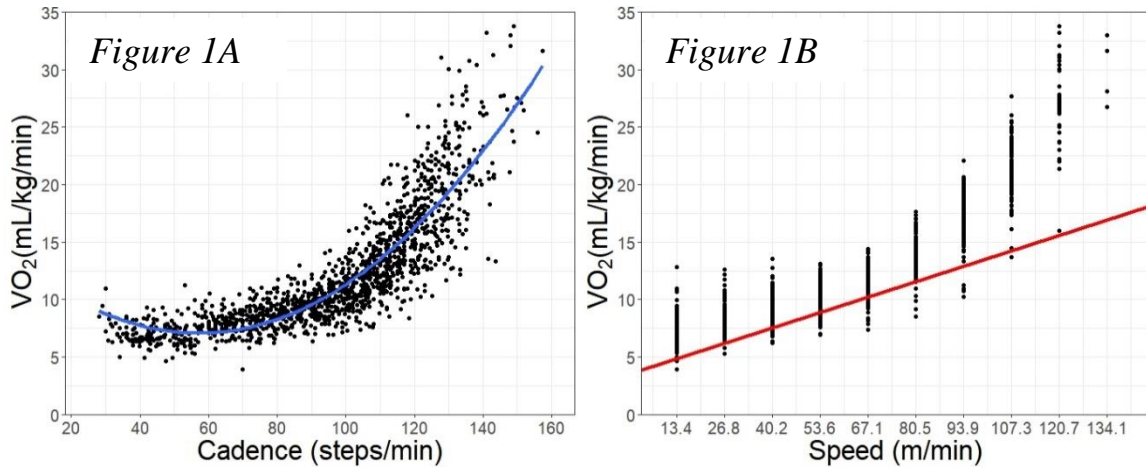 Figure 1A
VO₂(mL/kg/min)
35
30
25
20
15
10
5
0
20 40 60 80 100 120 140 160
Cadence (steps/min)
Figure 1B
VO₂(mL/kg/min)
35
30
25
20
15
10
5
0
13.4 26.8 40.2 53.6 67.1 80.5 93.9 107.3 120.7 134.1
Speed (m/min)